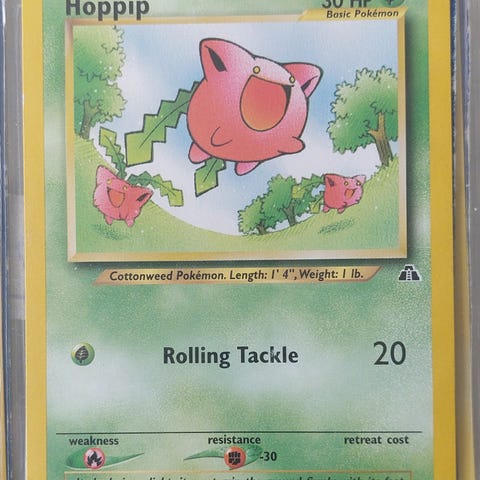 Hoppip
30 HP
Basic Pokémon
Cottonweed Pokémon. Length: 1' 4", Weight: 1 lb.
Rolling Tackle 20
weakness resistance retreat cost
-30